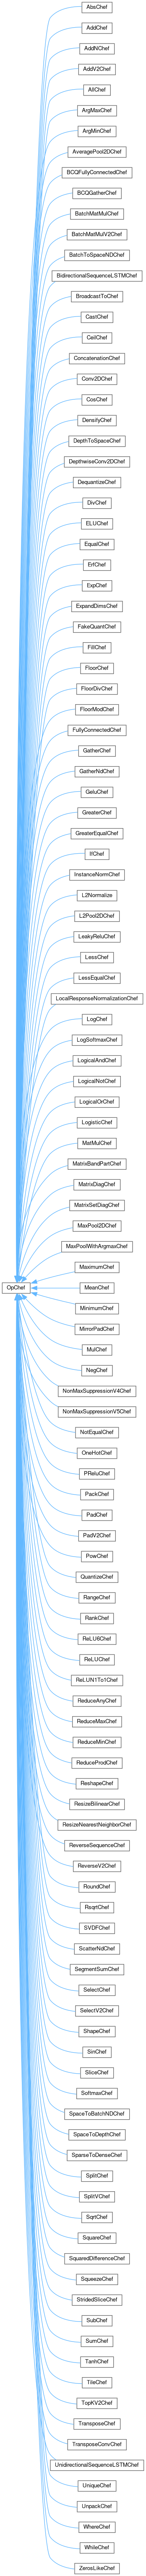 AbsChef
AddChef
AddNChef
AddV2Chef
AllChef
ArgMaxChef
ArgMinChef
AveragePool2DChef
BCQFullyConnectedChef
BCQGatherChef
BatchMatMulChef
BatchMatMulV2Chef
BatchToSpaceNDChef
BidirectionalSequenceLSTMChef
BroadcastToChef
CastChef
CeilChef
ConcatenationChef
Conv2DChef
CosChef
DensifyChef
DepthToSpaceChef
DepthwiseConv2DChef
DequantizeChef
DivChef
ELUChef
EqualChef
ErfChef
ExpChef
ExpandDimsChef
FakeQuantChef
FillChef
FloorChef
FloorDivChef
FloorModChef
FullyConnectedChef
GatherChef
GatherNdChef
GeluChef
GreaterChef
GreaterEqualChef
IfChef
InstanceNormChef
L2Normalize
L2Pool2DChef
LeakyReluChef
LessChef
LessEqualChef
LocalResponseNormalizationChef
LogChef
LogSoftmaxChef
LogicalAndChef
LogicalNotChef
LogicalOrChef
LogisticChef
MatMulChef
MatrixBandPartChef
MatrixDiagChef
MatrixSetDiagChef
MaxPool2DChef
MaxPoolWithArgmaxChef
MaximumChef
OpChef
MeanChef
MinimumChef
MirrorPadChef
MulChef
NegChef
NonMaxSuppressionV4Chef
NonMaxSuppressionV5Chef
NotEqualChef
OneHotChef
PReluChef
PackChef
PadChef
PadV2Chef
PowChef
QuantizeChef
RangeChef
RankChef
ReLU6Chef
ReLUChef
ReLUN1To1Chef
ReduceAnyChef
ReduceMaxChef
ReduceMinChef
ReduceProdChef
ReshapeChef
ResizeBilinearChef
ResizeNearestNeighborChef
ReverseSequenceChef
ReverseV2Chef
RoundChef
RsqrtChef
SVDFChef
ScatterNdChef
SegmentSumChef
SelectChef
SelectV2Chef
ShapeChef
SinChef
SliceChef
SoftmaxChef
SpaceToBatchNDChef
SpaceToDepthChef
SparseToDenseChef
SplitChef
SplitVChef
SqrtChef
SquareChef
SquaredDifferenceChef
SqueezeChef
StridedSliceChef
SubChef
SumChef
TanhChef
TileChef
TopKV2Chef
TransposeChef
TransposeConvChef
UnidirectionalSequenceLSTMChef
UniqueChef
UnpackChef
WhereChef
WhileChef
ZerosLikeChef